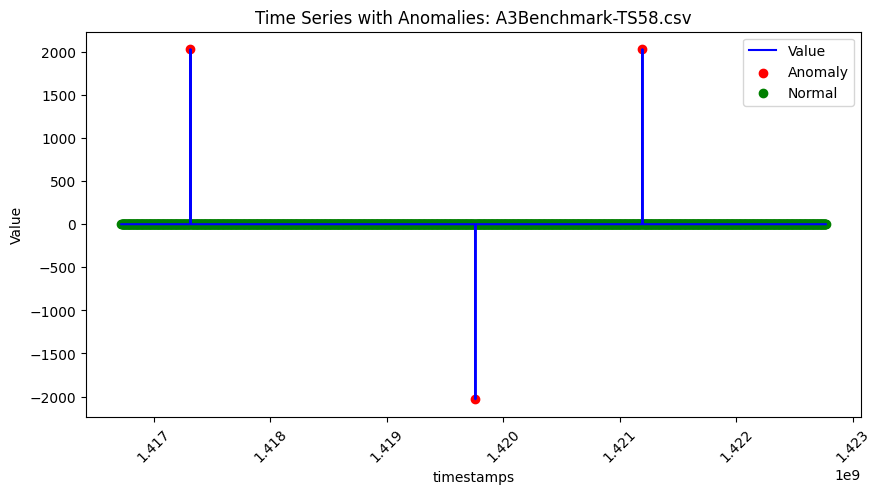 Time Series with Anomalies: A3Benchmark-TS58.csv
Value
Anomaly
Normal
Value
2000
1500
1000
500
0
−500
−1000
−1500
−2000
1.417
1.418
1.419
1.420
1.421
1.422
1.423
1e9
timestamps